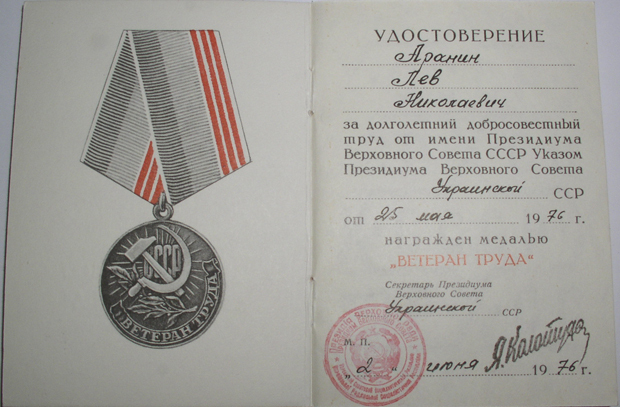 СССР
ВЕТЕРАН ТРУДА
УДОСТОВЕРЕНИЕ
Аранин
Лев
Николаевич
за долголетний добросовестный
труд от имени Президиума
Верховного Совета СССР Указом
Президиума Верховного Совета
Украинской ССР
от 25 мая 1976 г.
награжден медалью
„ВЕТЕРАН ТРУДА“
Секретарь Президиума
Верховного Совета
Украинской ССР
М. П.
„2“ июня 1976 г.